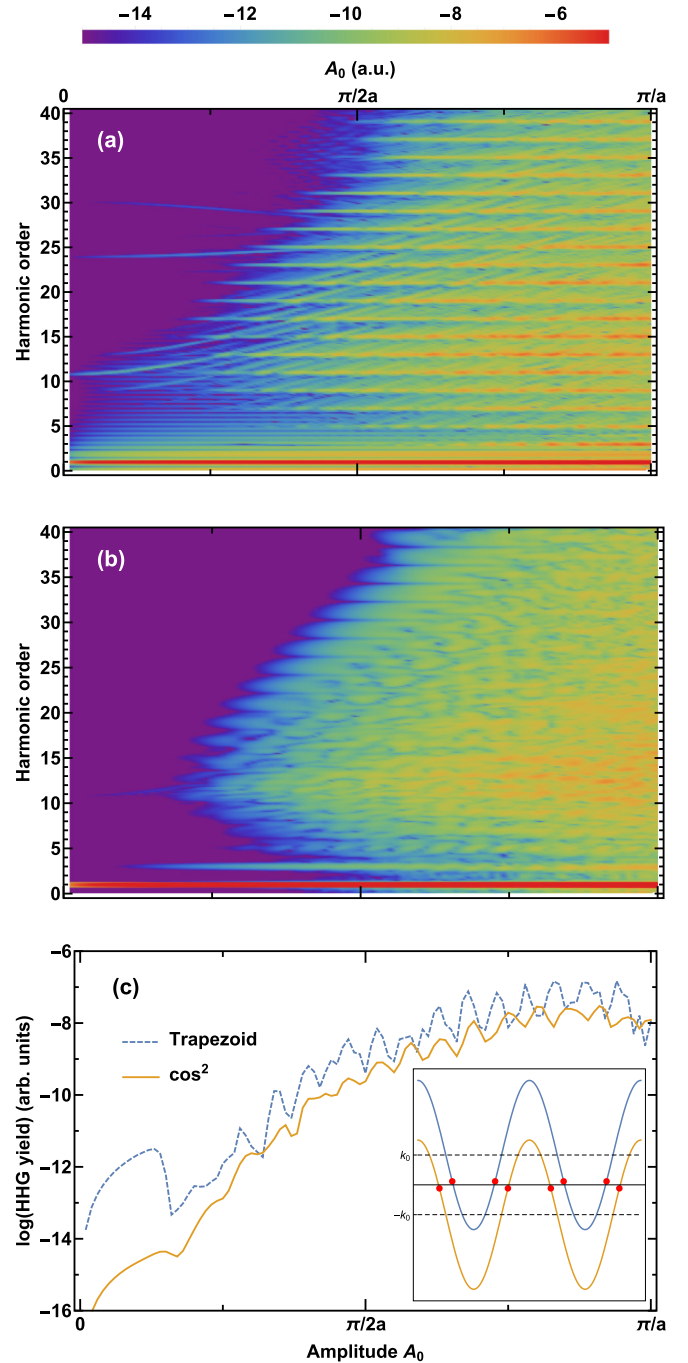 −14 −12 −10 −8 −6
A₀ (a.u.)
0 π/2a π/a
(a)
40
35
30
25
20
15
10
5
0
Harmonic order
(b)
40
35
30
25
20
15
10
5
0
Harmonic order
(c)
−6
−8
−10
−12
−14
−16
log(HHG yield) (arb. units)
Trapezoid
cos²
k₀
−k₀
0 π/2a π/a
Amplitude A₀